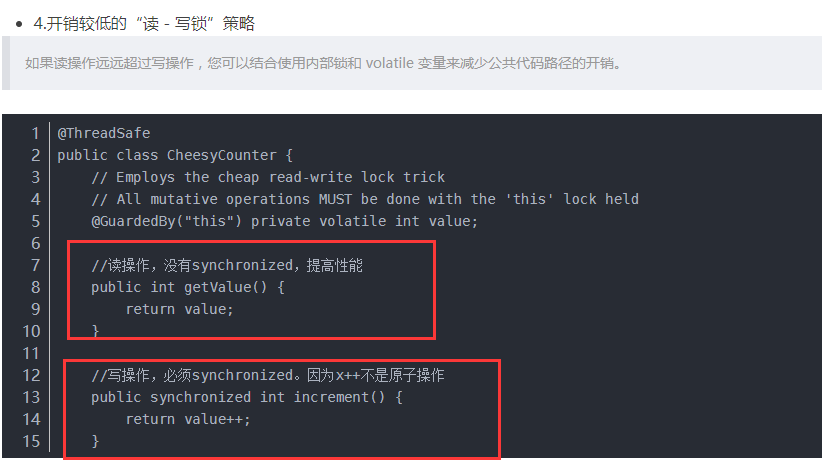 4.开销较低的“读－写锁”策略
如果读操作远远超过写操作，您可以结合使用内部锁和 volatile 变量来减少公共代码路径的开销。
1 @ThreadSafe
2 public class CheesyCounter {
3     // Employs the cheap read-write lock trick
4     // All mutative operations MUST be done with the 'this' lock held
5     @GuardedBy("this") private volatile int value;
6
7     //读操作，没有synchronized，提高性能
8     public int getValue() {
9         return value;
10     }
11
12     //写操作，必须synchronized。因为x++不是原子操作
13     public synchronized int increment() {
14         return value++;
15     }